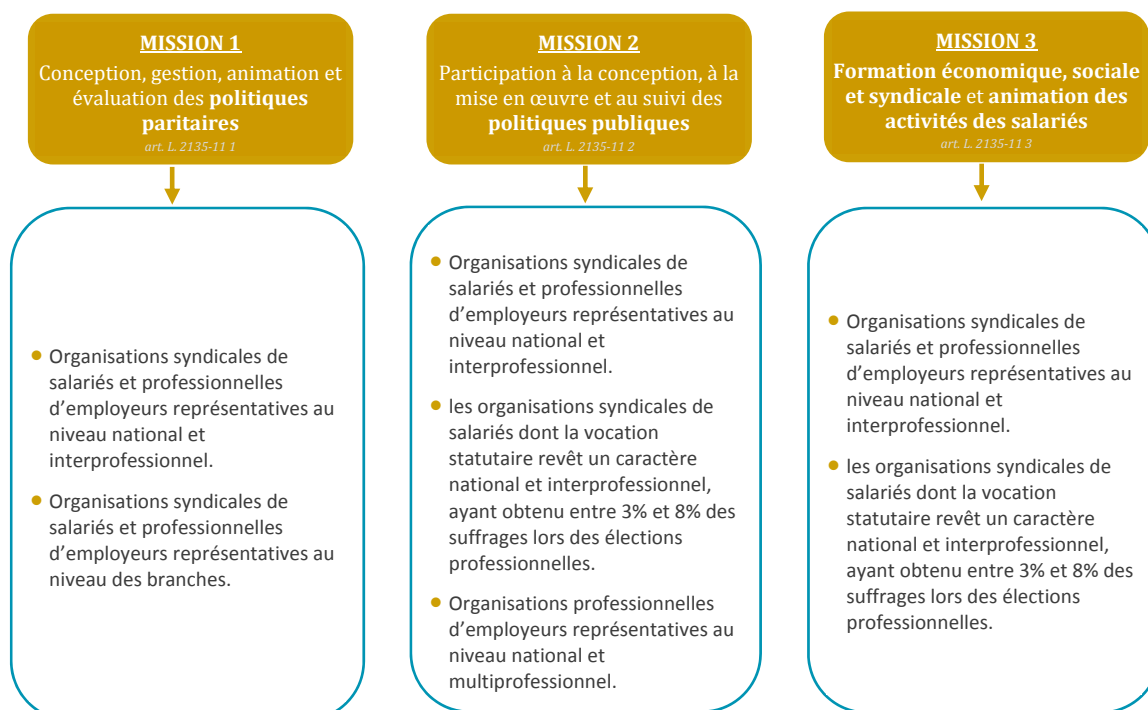 MISSION 1
Conception, gestion, animation et
évaluation des politiques
paritaires
art. L. 2135-11 1
• Organisations syndicales de
salariés et professionnelles
d’employeurs représentatives au
niveau national et
interprofessionnel.
• Organisations syndicales de
salariés et professionnelles
d’employeurs représentatives au
niveau des branches.
MISSION 2
Participation à la conception, à la
mise en œuvre et au suivi des
politiques publiques
art. L. 2135-11 2
• Organisations syndicales de
salariés et professionnelles
d’employeurs représentatives au
niveau national et
interprofessionnel.
• les organisations syndicales de
salariés dont la vocation
statutaire revêt un caractère
national et interprofessionnel,
ayant obtenu entre 3% et 8% des
suffrages lors des élections
professionnelles.
• Organisations professionnelles
d’employeurs représentatives au
niveau national et
multiprofessionnel.
MISSION 3
Formation économique, sociale
et syndicale et animation des
activités des salariés
art. L. 2135-11 3
• Organisations syndicales de
salariés et professionnelles
d’employeurs représentatives au
niveau national et
interprofessionnel.
• les organisations syndicales de
salariés dont la vocation
statutaire revêt un caractère
national et interprofessionnel,
ayant obtenu entre 3% et 8% des
suffrages lors des élections
professionnelles.